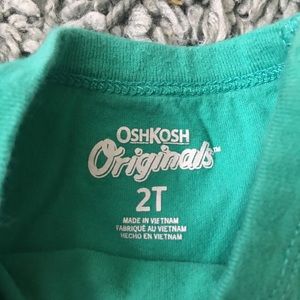 OSHKOSH
Originals™
2T
MADE IN VIETNAM
FABRIQUÉ AU VIETNAM
HECHO EN VIETNAM